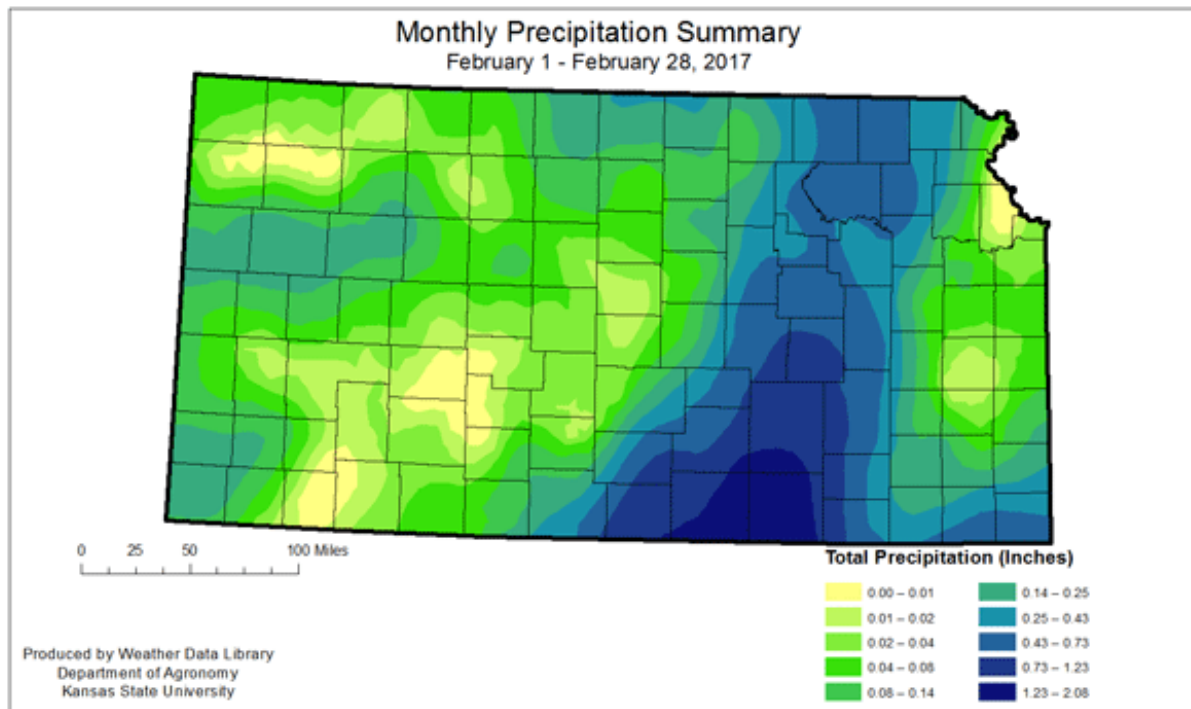 Monthly Precipitation Summary
February 1 - February 28, 2017
0 25 50 100 Miles
Total Precipitation (Inches)
0.00 – 0.01
0.01 – 0.02
0.02 – 0.04
0.04 – 0.08
0.08 – 0.14
0.14 – 0.25
0.25 – 0.43
0.43 – 0.73
0.73 – 1.23
1.23 – 2.08
Produced by Weather Data Library
Department of Agronomy
Kansas State University